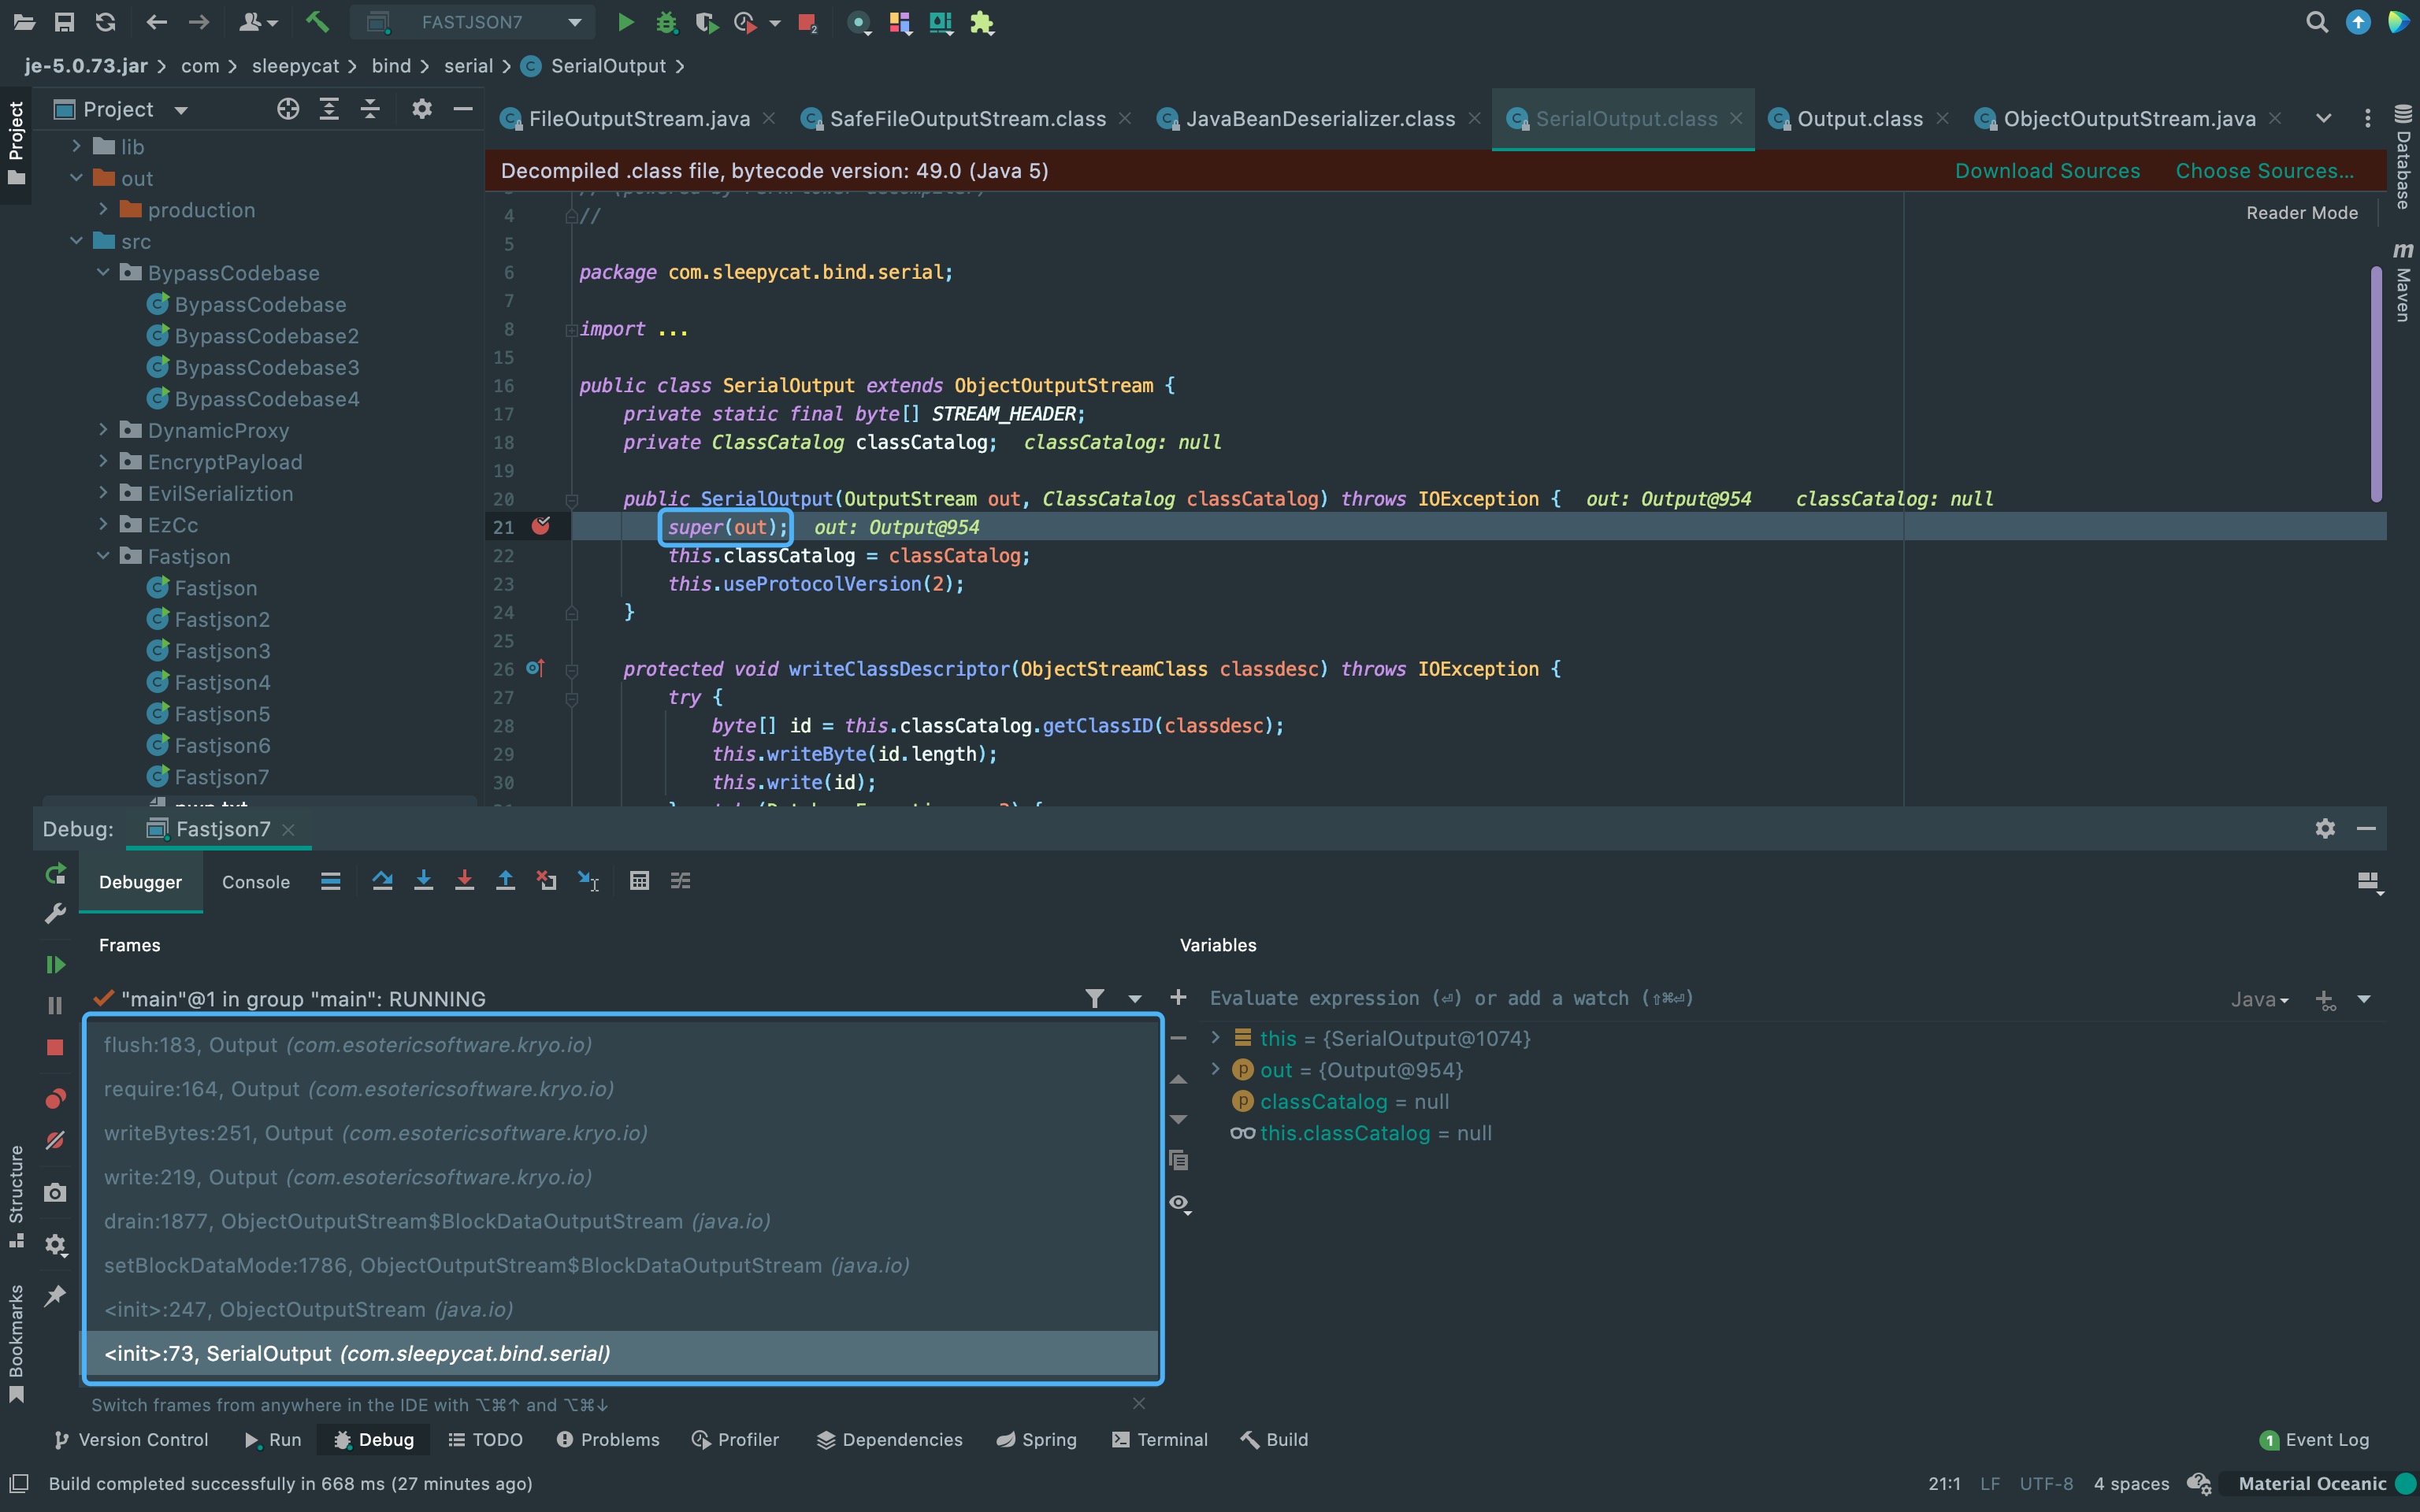 FASTJSON7
je-5.0.73.jar com sleepycat bind serial SerialOutput
Project
Project
lib
out
production
src
BypassCodebase
BypassCodebase
BypassCodebase2
BypassCodebase3
BypassCodebase4
DynamicProxy
EncryptPayload
EvilSerializtion
EzCc
Fastjson
Fastjson
Fastjson2
Fastjson3
Fastjson4
Fastjson5
Fastjson6
Fastjson7
FileOutputStream.java SafeFileOutputStream.class JavaBeanDeserializer.class SerialOutput.class Output.class ObjectOutputStream.java
Decompiled .class file, bytecode version: 49.0 (Java 5) Download Sources Choose Sources...
Reader Mode
4 //
5
6 package com.sleepycat.bind.serial;
7
8 import ...
15
16 public class SerialOutput extends ObjectOutputStream {
17 private static final byte[] STREAM_HEADER;
18 private ClassCatalog classCatalog; classCatalog: null
19
20 public SerialOutput(OutputStream out, ClassCatalog classCatalog) throws IOException { out: Output@954 classCatalog: null
21 super(out); out: Output@954
22 this.classCatalog = classCatalog;
23 this.useProtocolVersion(2);
24 }
25
26 protected void writeClassDescriptor(ObjectStreamClass classdesc) throws IOException {
27 try {
28 byte[] id = this.classCatalog.getClassID(classdesc);
29 this.writeByte(id.length);
30 this.write(id);
Database
Maven
Debug: Fastjson7
Debugger Console
Frames
"main"@1 in group "main": RUNNING
flush:183, Output (com.esotericsoftware.kryo.io)
require:164, Output (com.esotericsoftware.kryo.io)
writeBytes:251, Output (com.esotericsoftware.kryo.io)
write:219, Output (com.esotericsoftware.kryo.io)
drain:1877, ObjectOutputStream$BlockDataOutputStream (java.io)
setBlockDataMode:1786, ObjectOutputStream$BlockDataOutputStream (java.io)
<init>:247, ObjectOutputStream (java.io)
<init>:73, SerialOutput (com.sleepycat.bind.serial)
Switch frames from anywhere in the IDE with ⌥⌘↑ and ⌥⌘↓
Variables
Evaluate expression (⏎) or add a watch (⇧⌘⏎) Java
this = {SerialOutput@1074}
out = {Output@954}
classCatalog = null
this.classCatalog = null
Structure
Bookmarks
Version Control Run Debug TODO Problems Profiler Dependencies Spring Terminal Build 1 Event Log
Build completed successfully in 668 ms (27 minutes ago) 21:1 LF UTF-8 4 spaces Material Oceanic